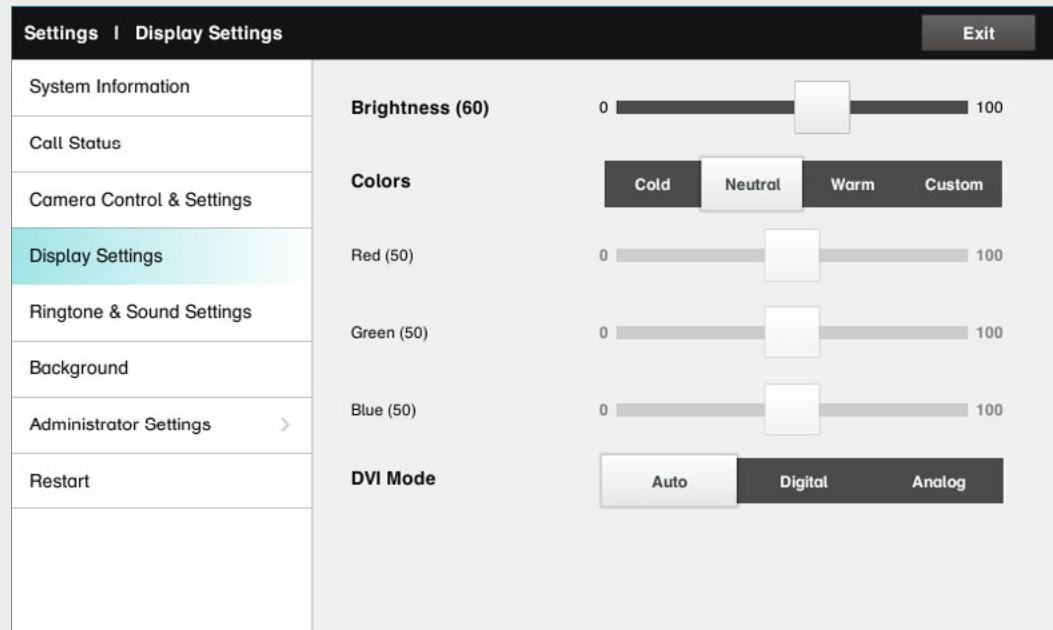 Settings | Display Settings
Exit
System Information
Call Status
Camera Control & Settings
Display Settings
Ringtone & Sound Settings
Background
Administrator Settings >
Restart
Brightness (60)
0 100
Colors
Cold Neutral Warm Custom
Red (50)
0 100
Green (50)
0 100
Blue (50)
0 100
DVI Mode
Auto Digital Analog